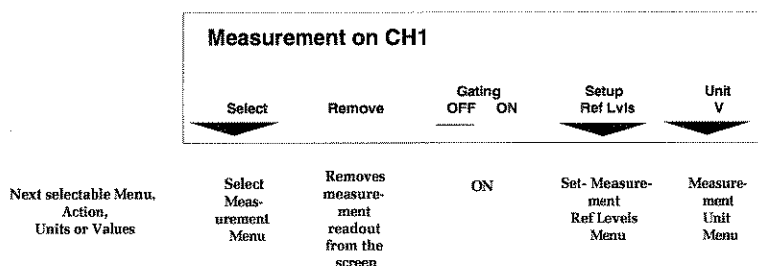 Measurement on CH1
Gating Setup Unit
Select Remove OFF ON Ref Lvls V
Next selectable Menu,
Action,
Units or Values
Select
Meas-
urement
Menu
Removes
measure-
ment
readout
from the
screen
ON
Set- Measure-
ment
Ref Levels
Menu
Measure-
ment
Unit
Menu